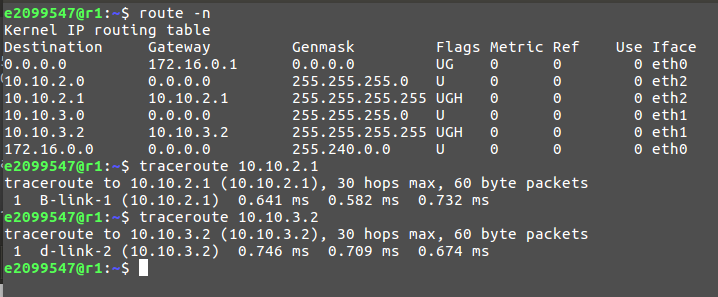 e2099547@r1:~$ route -n
Kernel IP routing table
Destination     Gateway         Genmask         Flags Metric Ref    Use Iface
0.0.0.0         172.16.0.1      0.0.0.0         UG    0      0        0 eth0
10.10.2.0       0.0.0.0         255.255.255.0   U     0      0        0 eth2
10.10.2.1       10.10.2.1       255.255.255.255 UGH   0      0        0 eth2
10.10.3.0       0.0.0.0         255.255.255.0   U     0      0        0 eth1
10.10.3.2       10.10.3.2       255.255.255.255 UGH   0      0        0 eth1
172.16.0.0      0.0.0.0         255.240.0.0     U     0      0        0 eth0
e2099547@r1:~$ traceroute 10.10.2.1
traceroute to 10.10.2.1 (10.10.2.1), 30 hops max, 60 byte packets
 1  B-link-1 (10.10.2.1)  0.641 ms  0.582 ms  0.732 ms
e2099547@r1:~$ traceroute 10.10.3.2
traceroute to 10.10.3.2 (10.10.3.2), 30 hops max, 60 byte packets
 1  d-link-2 (10.10.3.2)  0.746 ms  0.709 ms  0.674 ms
e2099547@r1:~$